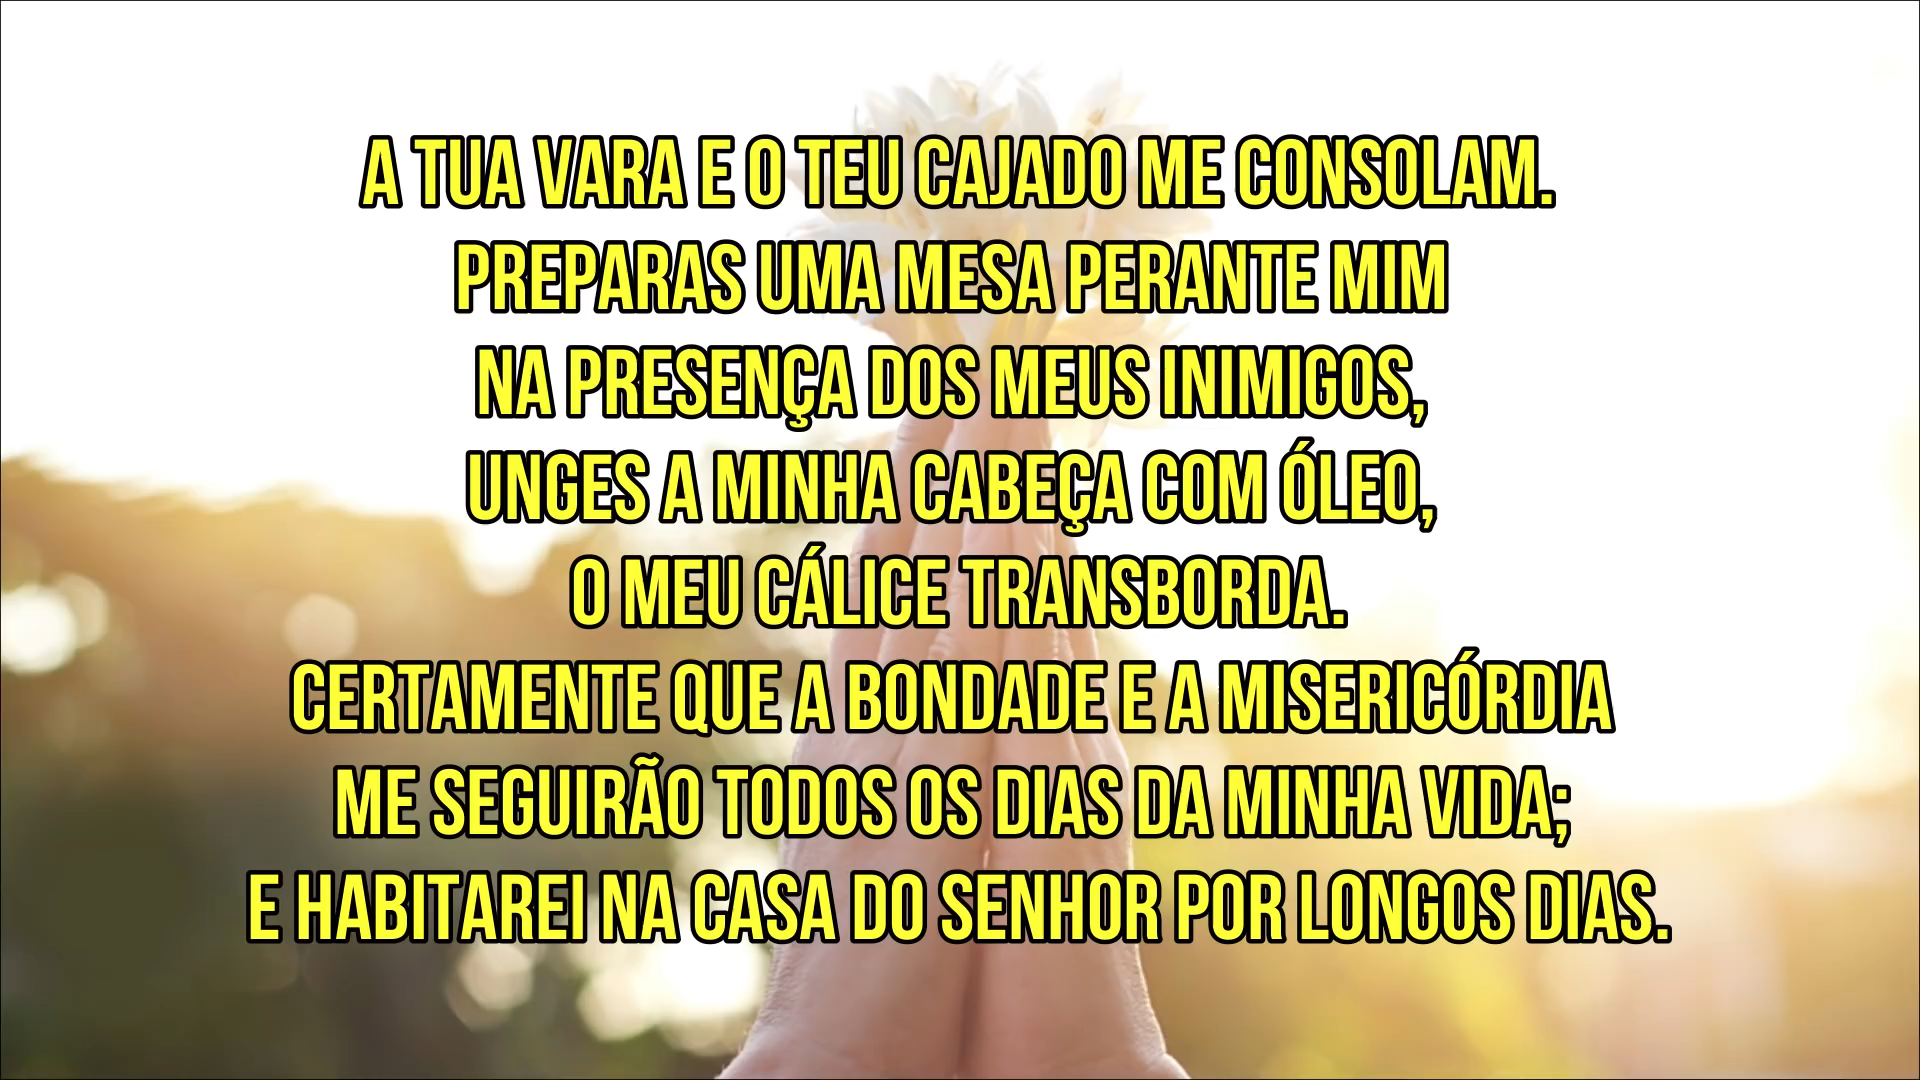 A TUA VARA E O TEU CAJADO ME CONSOLAM.
PREPARAS UMA MESA PERANTE MIM
NA PRESENÇA DOS MEUS INIMIGOS,
UNGES A MINHA CABEÇA COM ÓLEO,
O MEU CÁLICE TRANSBORDA.
CERTAMENTE QUE A BONDADE E A MISERICÓRDIA
ME SEGUIRÃO TODOS OS DIAS DA MINHA VIDA;
E HABITAREI NA CASA DO SENHOR POR LONGOS DIAS.